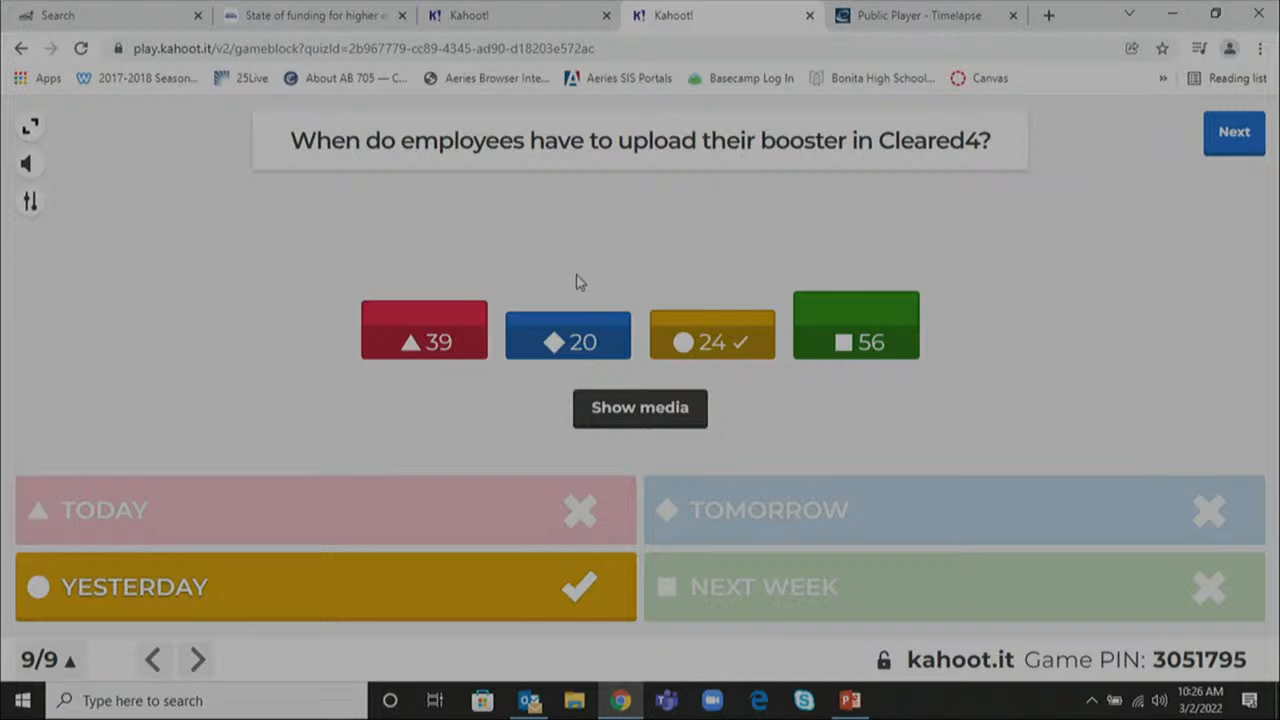 Search
State of funding for higher e
Kahoot!
Kahoot!
Public Player - Timelapse
play.kahoot.it/v2/gameblock?quizId=2b967779-cc89-4345-ad90-d18203e572ac
Apps
2017-2018 Season...
25Live
About AB 705 — C...
Aeries Browser Inte...
Aeries SIS Portals
Basecamp Log In
Bonita High School...
Canvas
»
Reading list
When do employees have to upload their booster in Cleared4?
Next
39
20
24
56
Show media
TODAY
TOMORROW
YESTERDAY
NEXT WEEK
9/9
kahoot.it Game PIN: 3051795
Type here to search
10:26 AM
3/2/2022